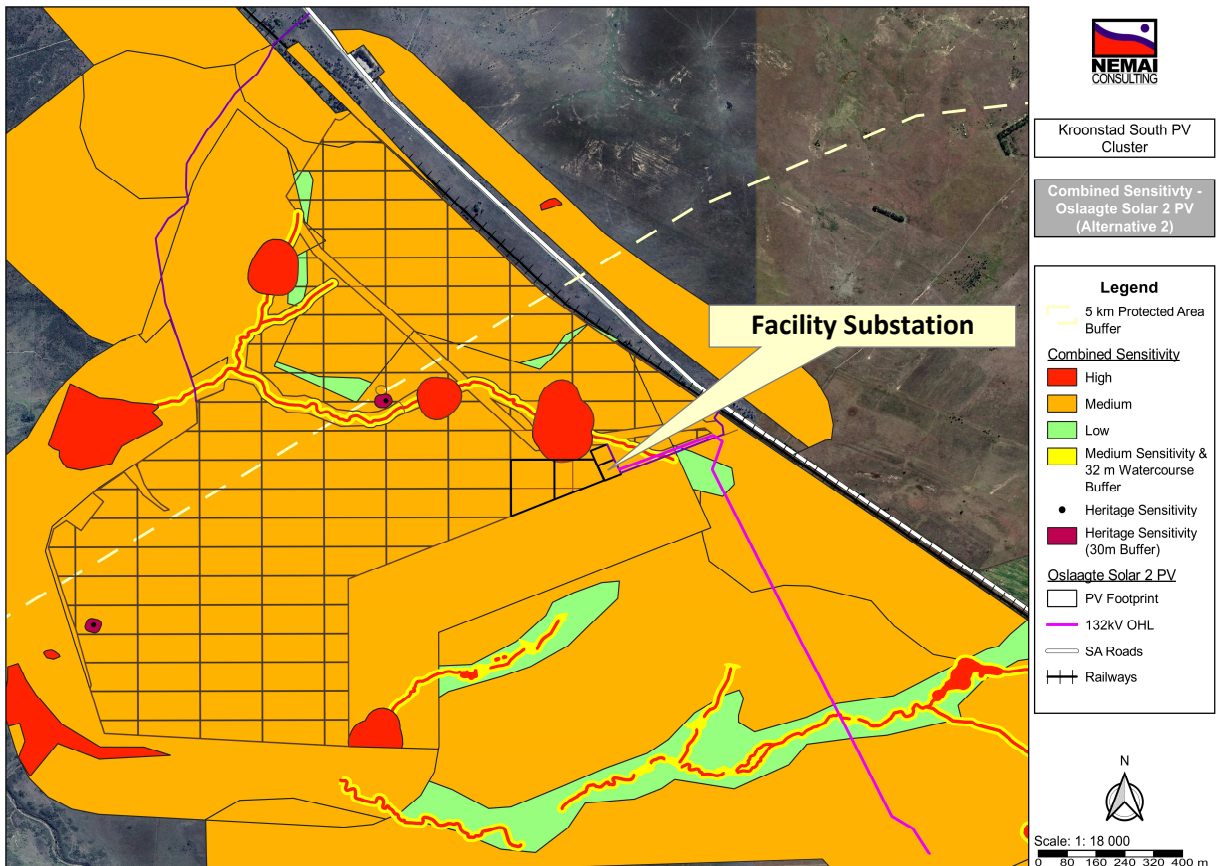 Facility Substation
NEMAI
CONSULTING
Kroonstad South PV
Cluster
Combined Sensitivty -
Oslaagte Solar 2 PV
(Alternative 2)
Legend
5 km Protected Area
Buffer
Combined Sensitivity
High
Medium
Low
Medium Sensitivity &
32 m Watercourse
Buffer
Heritage Sensitivity
Heritage Sensitivity
(30m Buffer)
Oslaagte Solar 2 PV
PV Footprint
132kV OHL
SA Roads
Railways
N
Scale: 1: 18 000
0 80 160 240 320 400 m